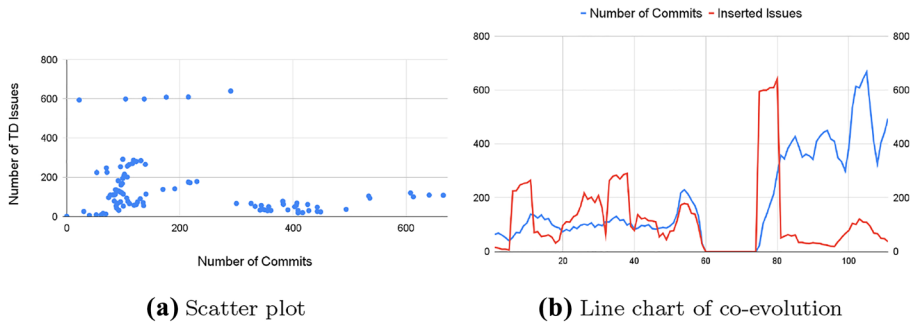 Number of Commits Inserted Issues
800
600
400
200
0
Number of TD Issues
0 200 400 600
Number of Commits
800 800
600 600
400 400
200 200
0 0
20 40 60 80 100
(a) Scatter plot
(b) Line chart of co-evolution